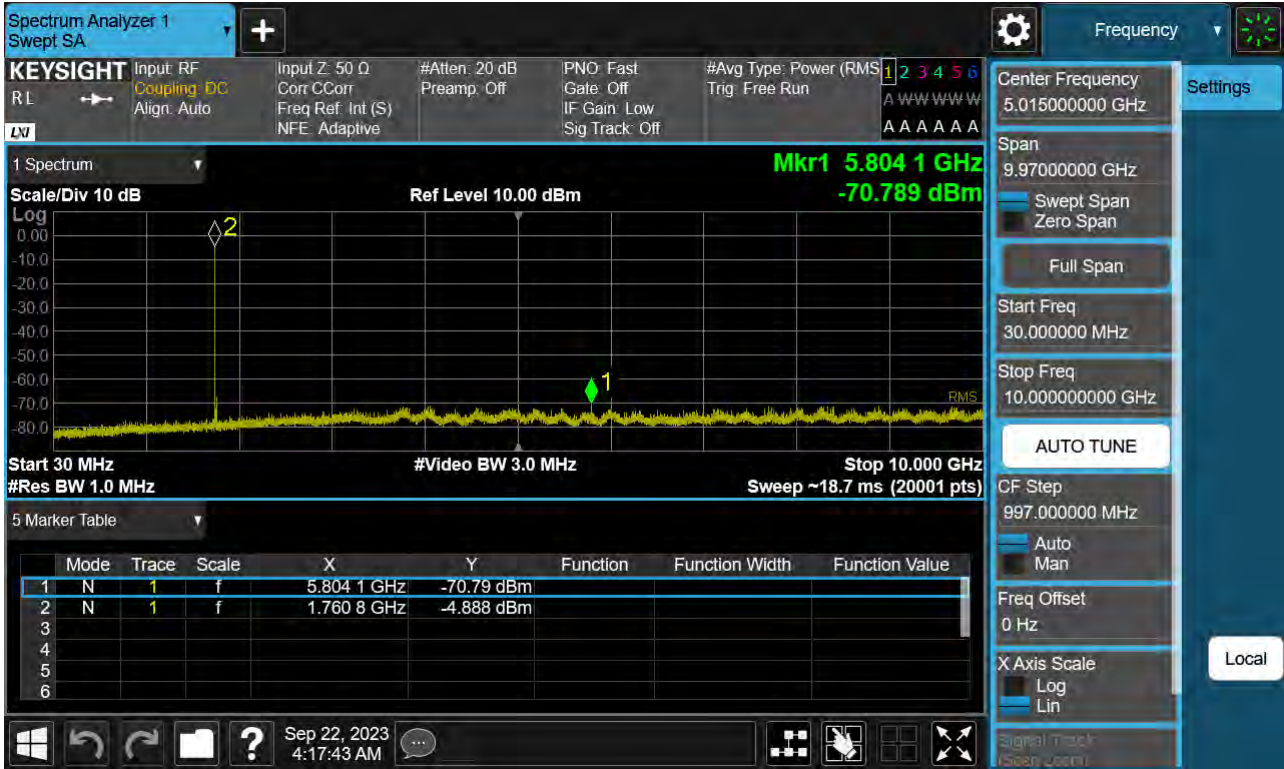 Spectrum Analyzer 1
Swept SA
Frequency
KEYSIGHT
RL
LXI
Input: RF
Coupling: DC
Align: Auto
Input Z: 50 Ω
Corr CCorr
Freq Ref: Int (S)
NFE: Adaptive
#Atten: 20 dB
Preamp: Off
PNO: Fast
Gate: Off
IF Gain: Low
Sig Track: Off
#Avg Type: Power (RMS
Trig: Free Run
1 2 3 4 5 6
A W W W W W
A A A A A A
1 Spectrum
Scale/Div 10 dB
Ref Level 10.00 dBm
Mkr1 5.804 1 GHz
-70.789 dBm
Log
0.00
-10.0
-20.0
-30.0
-40.0
-50.0
-60.0
-70.0
-80.0
2
1
RMS
Start 30 MHz
#Video BW 3.0 MHz
Stop 10.000 GHz
#Res BW 1.0 MHz
Sweep ~18.7 ms (20001 pts)
5 Marker Table
Mode Trace Scale X Y Function Function Width Function Value
1 N 1 f 5.804 1 GHz -70.79 dBm
2 N 1 f 1.760 8 GHz -4.888 dBm
3
4
5
6
Sep 22, 2023
4:17:43 AM
Center Frequency
5.015000000 GHz
Span
9.97000000 GHz
Swept Span
Zero Span
Full Span
Start Freq
30.000000 MHz
Stop Freq
10.000000000 GHz
AUTO TUNE
CF Step
997.000000 MHz
Auto
Man
Freq Offset
0 Hz
X Axis Scale
Log
Lin
Signal Track
(Span Zoom)
Settings
Local